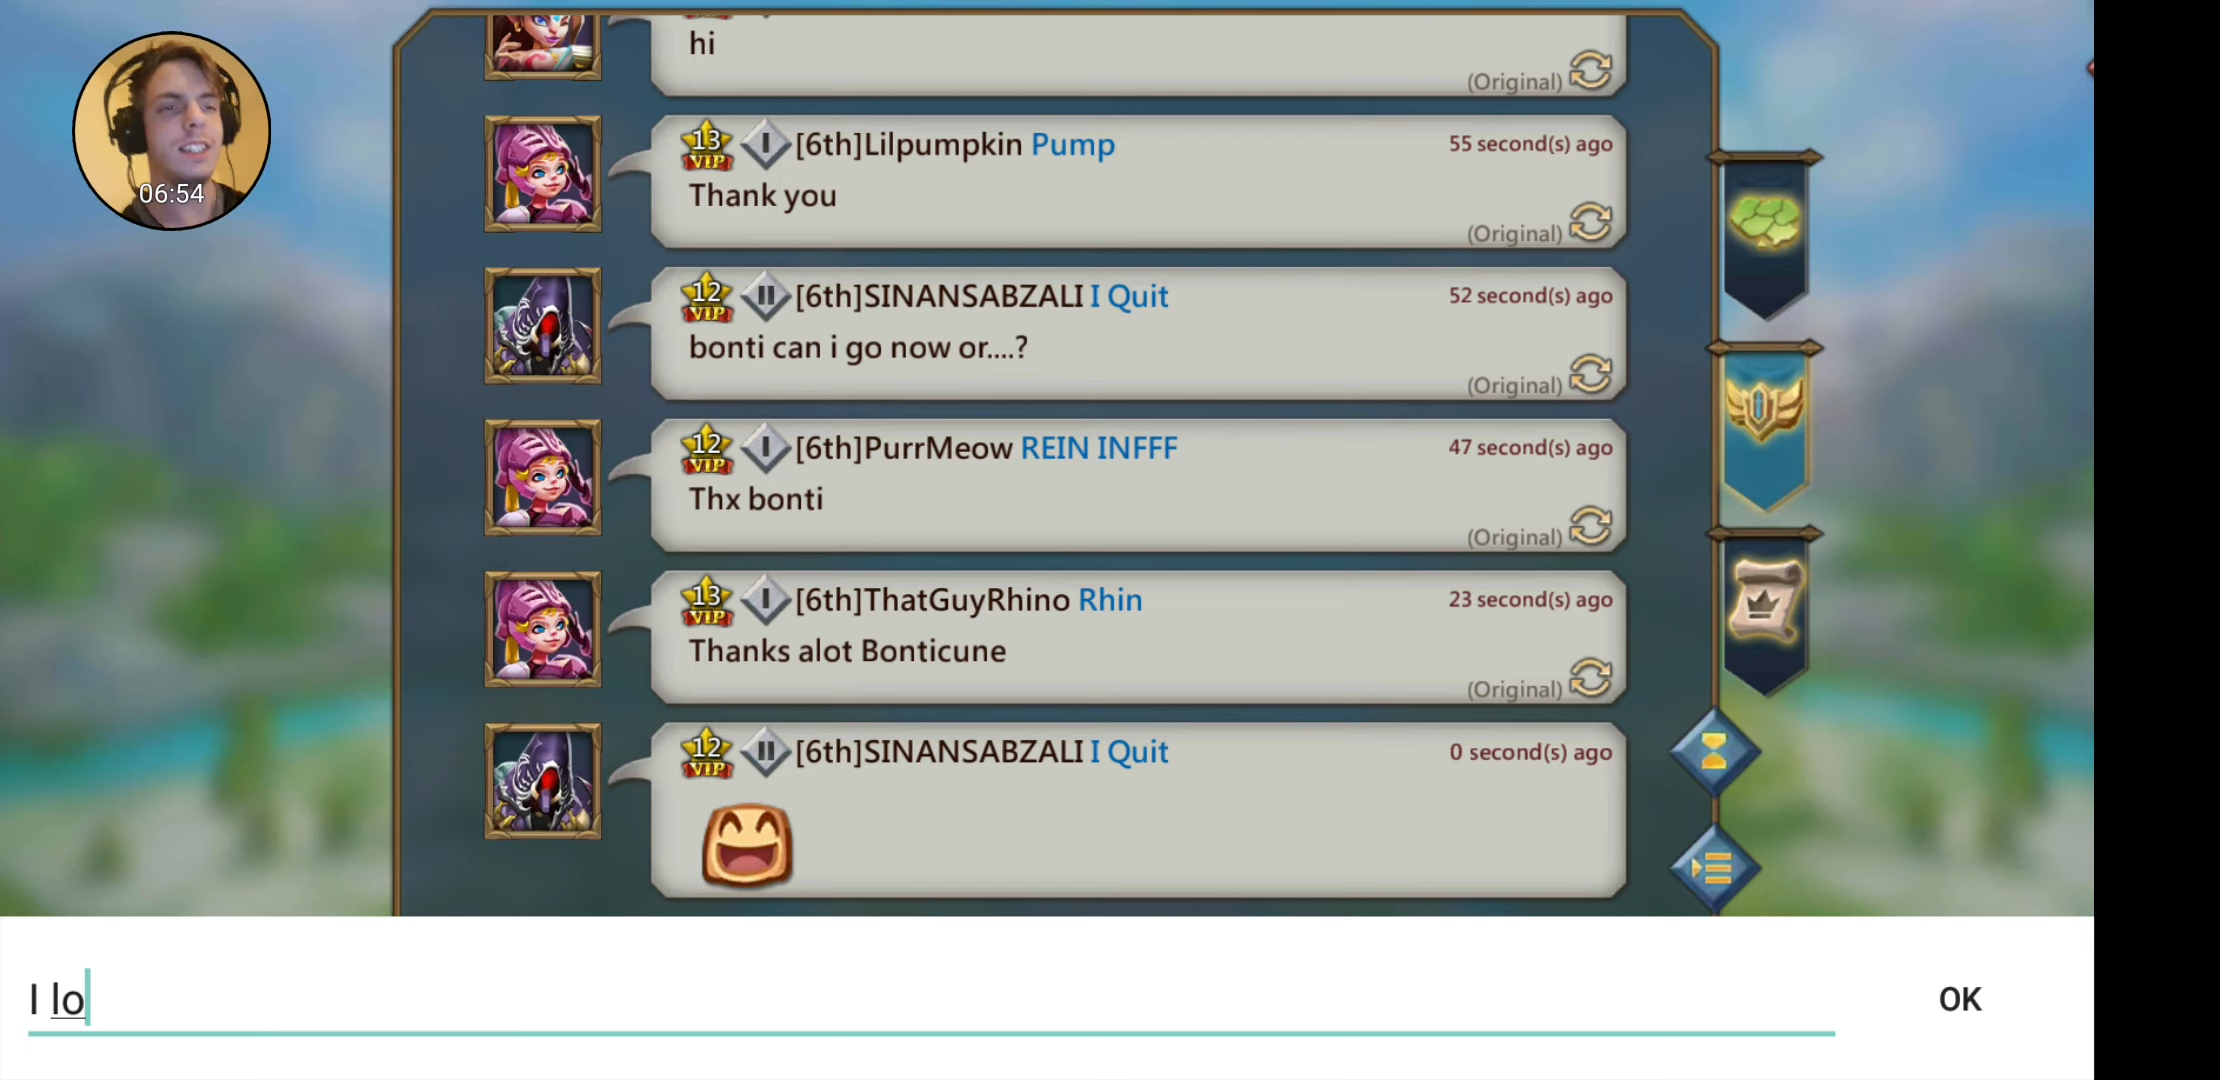 hi
(Original)
13 VIP I [6th]Lilpumpkin Pump 55 second(s) ago
Thank you
(Original)
12 VIP II [6th]SINANSABZALI I Quit 52 second(s) ago
bonti can i go now or....?
(Original)
12 VIP I [6th]PurrMeow REIN INFFF 47 second(s) ago
Thx bonti
(Original)
13 VIP I [6th]ThatGuyRhino Rhin 23 second(s) ago
Thanks alot Bonticune
(Original)
12 VIP II [6th]SINANSABZALI I Quit 0 second(s) ago
06:54
I lo
OK